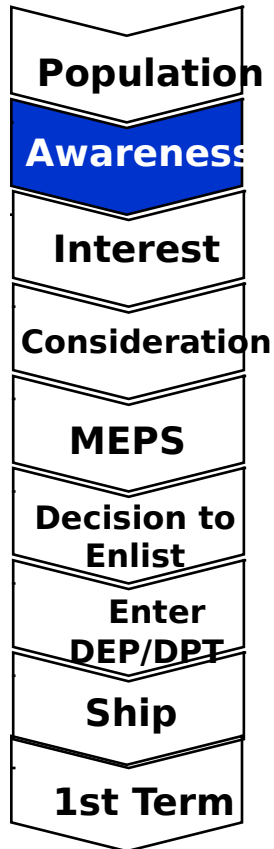 Population
Awareness
Interest
Consideration
MEPS
Decision to
Enlist
Enter
DEP/DPT
Ship
1st Term